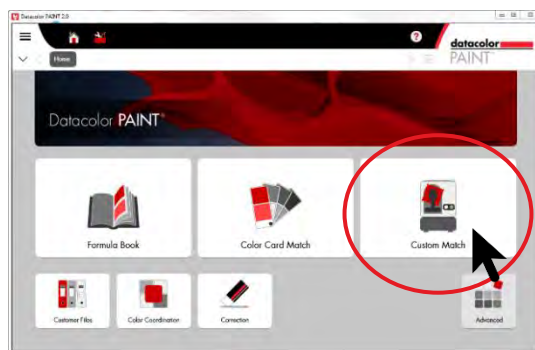 Datacolor PAINT 2.0
datacolor
Home
PAINT
Datacolor PAINT
Formula Book
Color Card Match
Custom Match
Customer Files
Color Coordination
Correction
Advanced